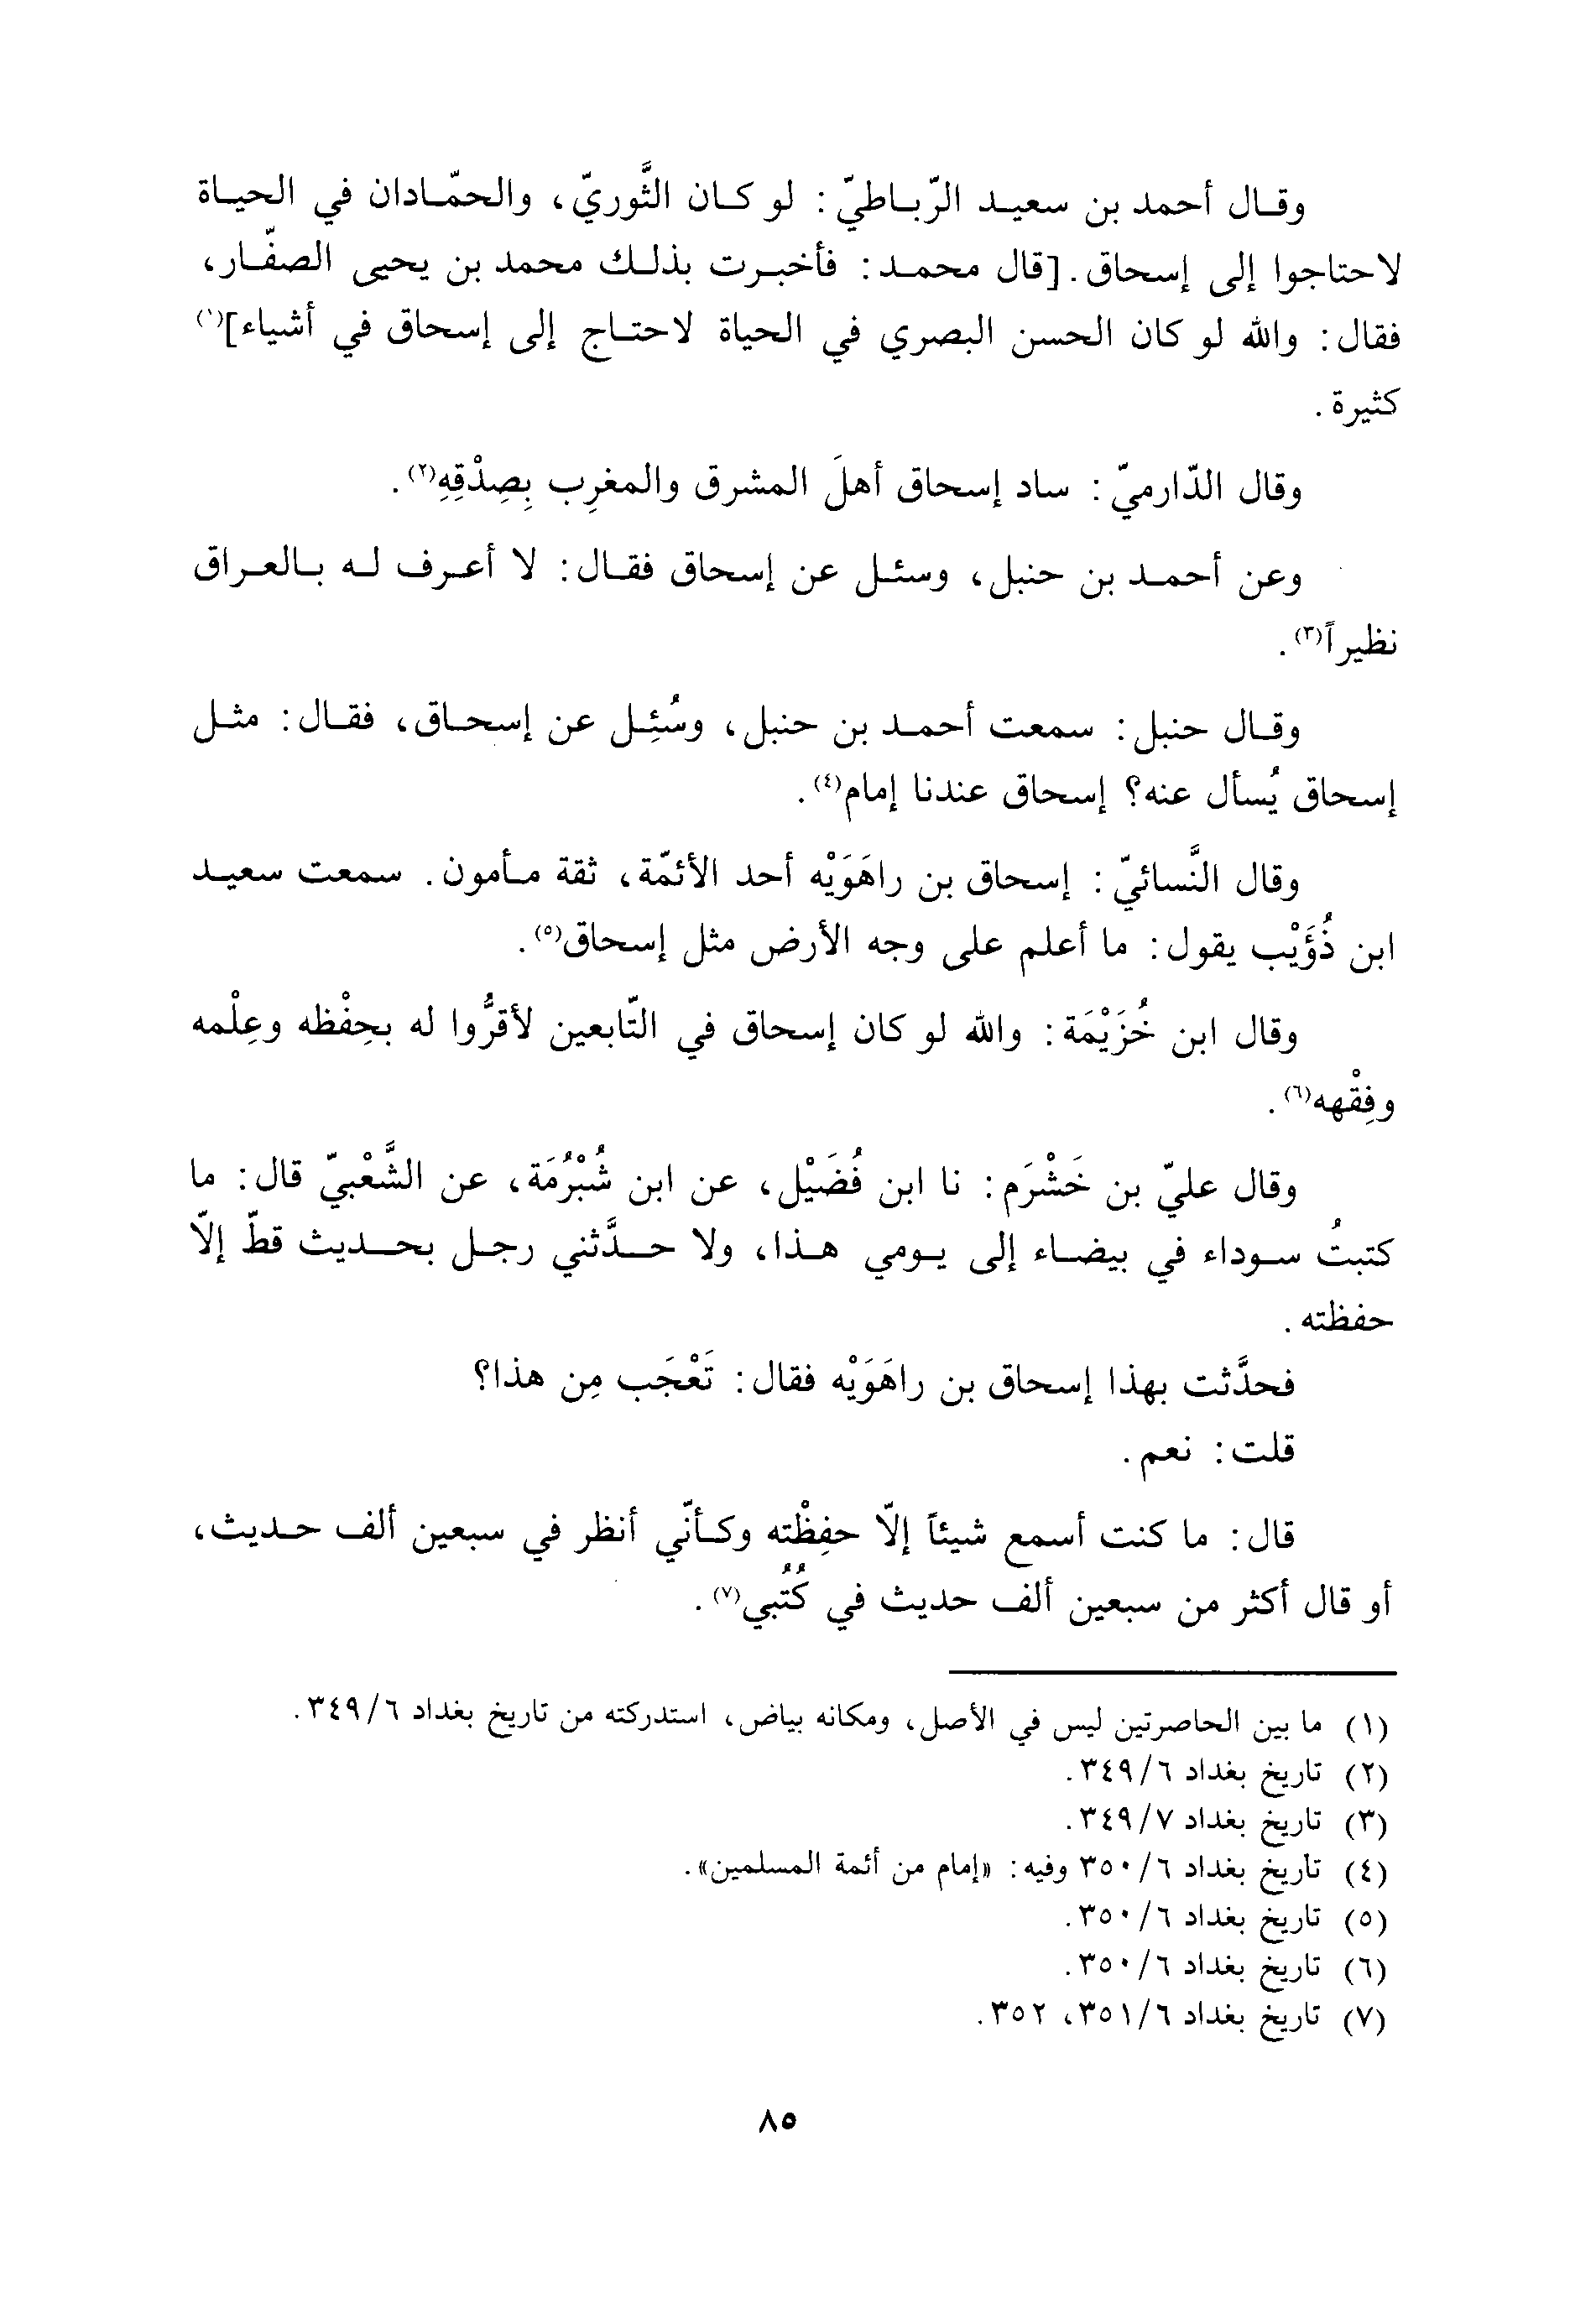 وقال أحمد بن سعيد الرّباطيّ: لو كان الثَّوريّ، والحمّادان في الحياة
لاحتاجوا إلى إسحاق. [قال محمد: فأخبرت بذلك محمد بن يحيى الصفّار،
فقال: والله لو كان الحسن البصري في الحياة لاحتاج إلى إسحاق في أشياء](١)
كثيرة.
وقال الدّارميّ: ساد إسحاق أهلَ المشرق والمغرِب بِصِدْقِهِ(٢).
وعن أحمد بن حنبل، وسئل عن إسحاق فقال: لا أعرف له بالعراق
نظيراً(٣).
وقال حنبل: سمعت أحمد بن حنبل، وسُئِل عن إسحاق، فقال: مثل
إسحاق يُسأل عنه؟ إسحاق عندنا إمام(٤).
وقال النَّسائيّ: إسحاق بن راهَوَيْه أحد الأئمّة، ثقة مأمون. سمعت سعيد
ابن ذُؤَيْب يقول: ما أعلم على وجه الأرض مثل إسحاق(٥).
وقال ابن خُزَيْمَة: والله لو كان إسحاق في التّابعين لأقرُّوا له بحِفْظه وعِلْمه
وفِقْهه(٦).
وقال عليّ بن خَشْرَم: نا ابن فُضَيْل، عن ابن شُبْرُمَة، عن الشَّعْبيّ قال: ما
كتبتُ سوداء في بيضاء إلى يومي هذا، ولا حدَّثني رجل بحديث قطّ إلّا
حفظته.
فحدَّثت بهذا إسحاق بن راهَوَيْه فقال: تَعْجَب مِن هذا؟
قلت: نعم.
قال: ما كنت أسمع شيئاً إلّا حفِظْته وكأنّي أنظر في سبعين ألف حديث،
أو قال أكثر من سبعين ألف حديث في كُتُبي(٧).
(١) ما بين الحاصرتين ليس في الأصل، ومكانه بياض، استدركته من تاريخ بغداد ٣٤٩/٦.
(٢) تاريخ بغداد ٣٤٩/٦.
(٣) تاريخ بغداد ٣٤٩/٧.
(٤) تاريخ بغداد ٣٥٠/٦ وفيه: «إمام من أئمة المسلمين».
(٥) تاريخ بغداد ٣٥٠/٦.
(٦) تاريخ بغداد ٣٥٠/٦.
(٧) تاريخ بغداد ٣٥١/٦، ٣٥٢.
٨٥